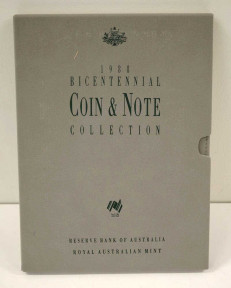 1988
BICENTENNIAL
COIN & NOTE
COLLECTION
RESERVE BANK OF AUSTRALIA
ROYAL AUSTRALIAN MINT